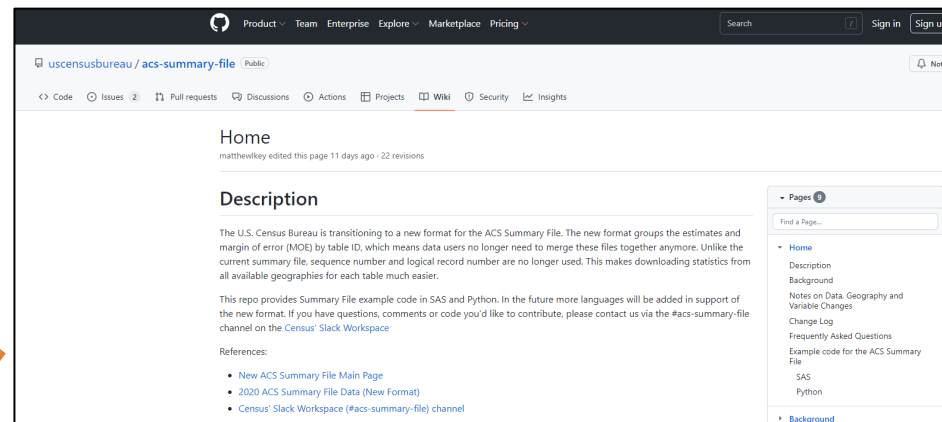 Product Team Enterprise Explore Marketplace Pricing Search / Sign in Sign u
uscensusbureau / acs-summary-file Public Not
<> Code Issues 2 Pull requests Discussions Actions Projects Wiki Security Insights
Home
matthewlkey edited this page 11 days ago · 22 revisions
Description
The U.S. Census Bureau is transitioning to a new format for the ACS Summary File. The new format groups the estimates and
margin of error (MOE) by table ID, which means data users no longer need to merge these files together anymore. Unlike the
current summary file, sequence number and logical record number are no longer used. This makes downloading statistics from
all available geographies for each table much easier.
This repo provides Summary File example code in SAS and Python. In the future more languages will be added in support of
the new format. If you have questions, comments or code you'd like to contribute, please contact us via the #acs-summary-file
channel on the Census' Slack Workspace
References:
• New ACS Summary File Main Page
• 2020 ACS Summary File Data (New Format)
• Census' Slack Workspace (#acs-summary-file) channel
Pages 9
Find a Page...
Home
Description
Background
Notes on Data, Geography and
Variable Changes
Change Log
Frequently Asked Questions
Example code for the ACS Summary
File
SAS
Python
Background